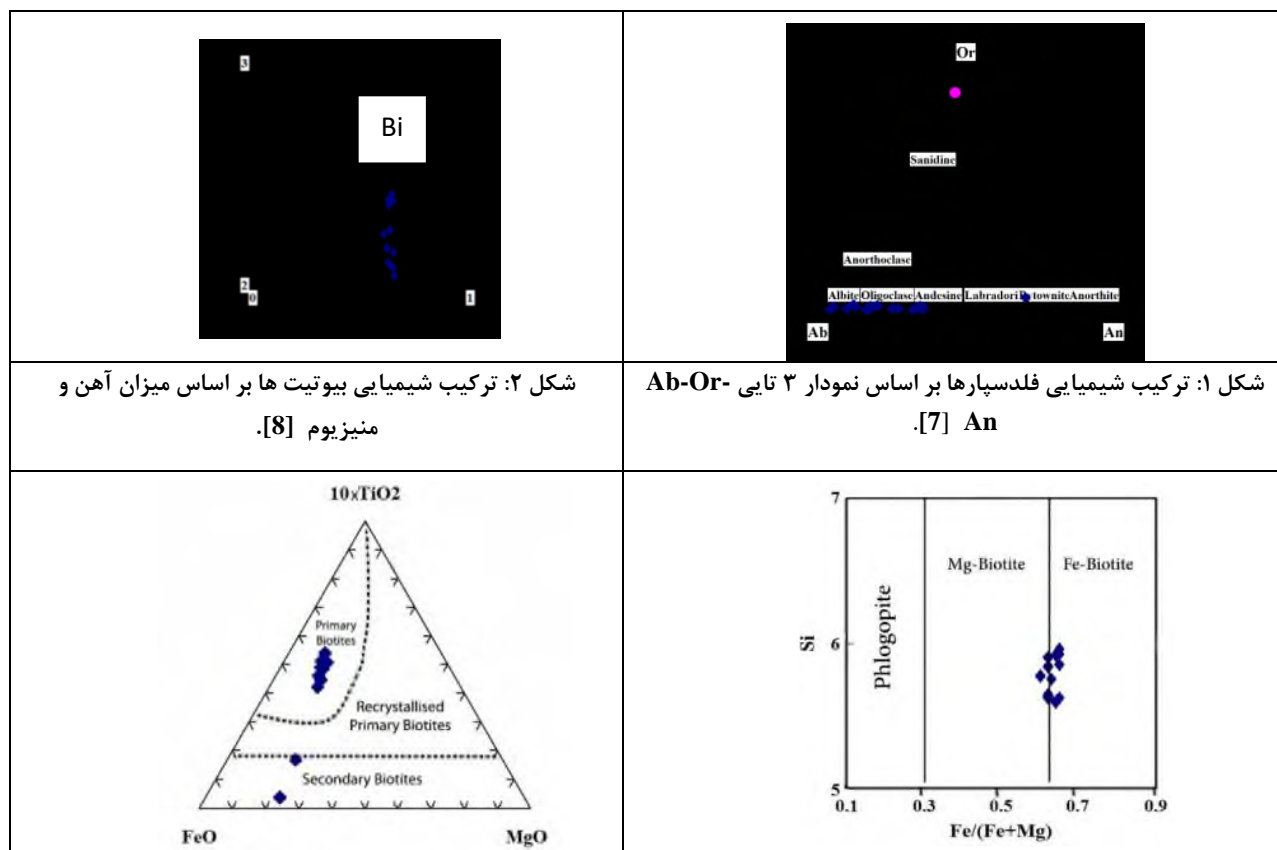 3
Bi
2
0
1
Or
Sanidine
Anorthoclase
Albite Oligoclase Andesine Labradori townite Anorthite
Ab
An
شکل ۲: ترکیب شیمیایی بیوتیت ها بر اساس میزان آهن و
منیزیوم [8].
شکل ۱: ترکیب شیمیایی فلدسپارها بر اساس نمودار ۳ تایی Ab-Or-
An [7].
10xTiO2
Primary
Biotites
Recrystallised
Primary Biotites
Secondary Biotites
FeO
MgO
7
Mg-Biotite
Fe-Biotite
Phlogopite
Si
6
5
0.1
0.3
0.5
0.7
0.9
Fe/(Fe+Mg)